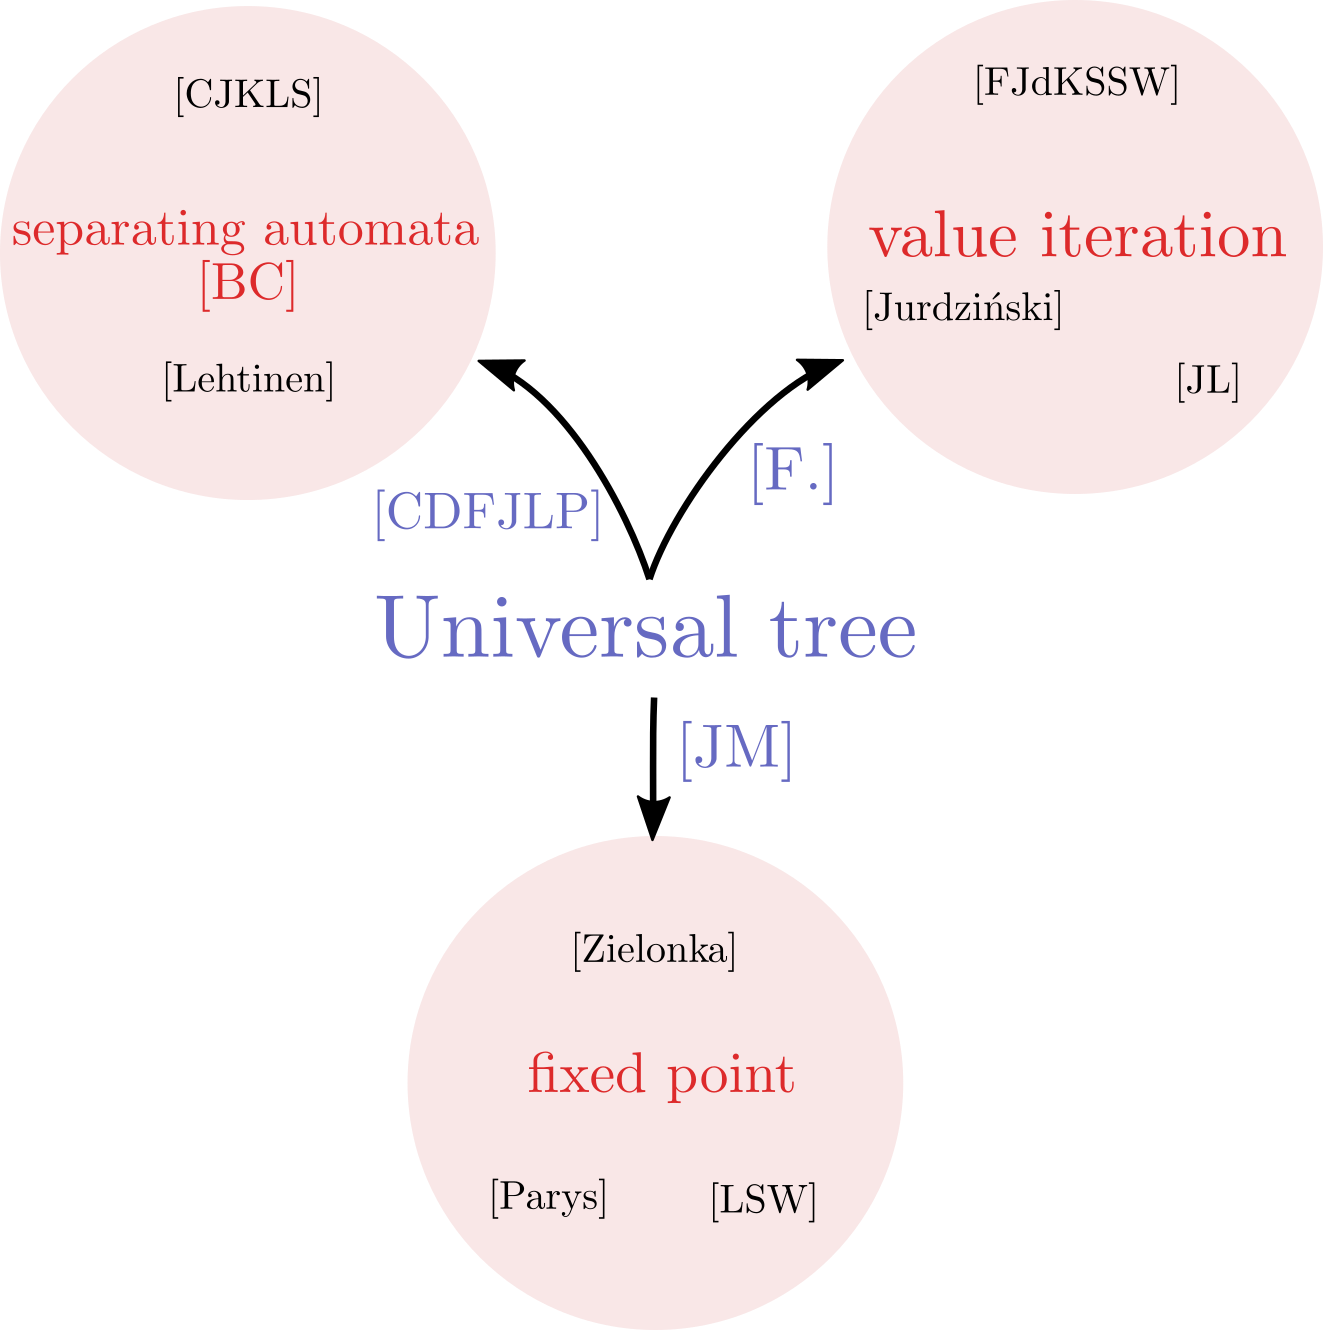 [CJKLS]
separating automata
[BC]
[Lehtinen]
[FJdKSSW]
value iteration
[Jurdziński]
[JL]
[CDFJLP]
[F.]
Universal tree
[JM]
[Zielonka]
fixed point
[Parys]
[LSW]